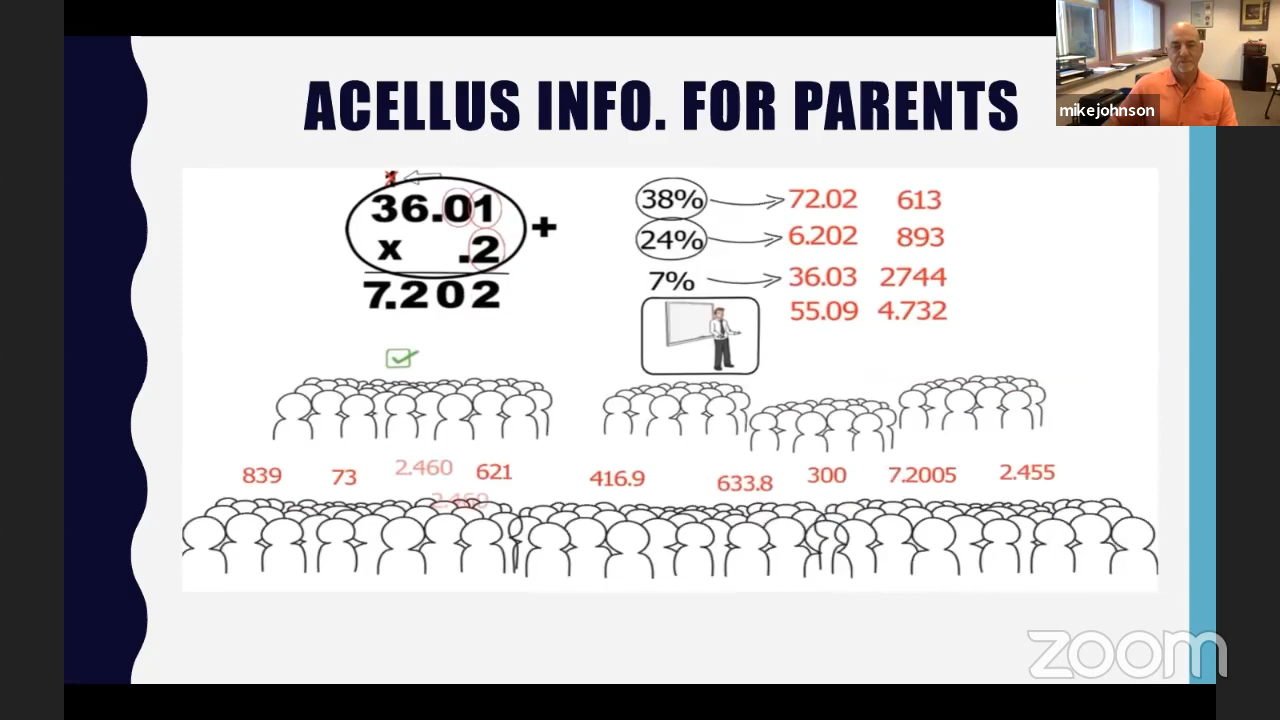 ACELLUS INFO. FOR PARENTS
mikejohnson
36.01
x .2
+
7.202
38% 72.02 613
24% 6.202 893
7% 36.03 2744
55.09 4.732
839 73 2.460 621 416.9 633.8 300 7.2005 2.455
2.460
zoom